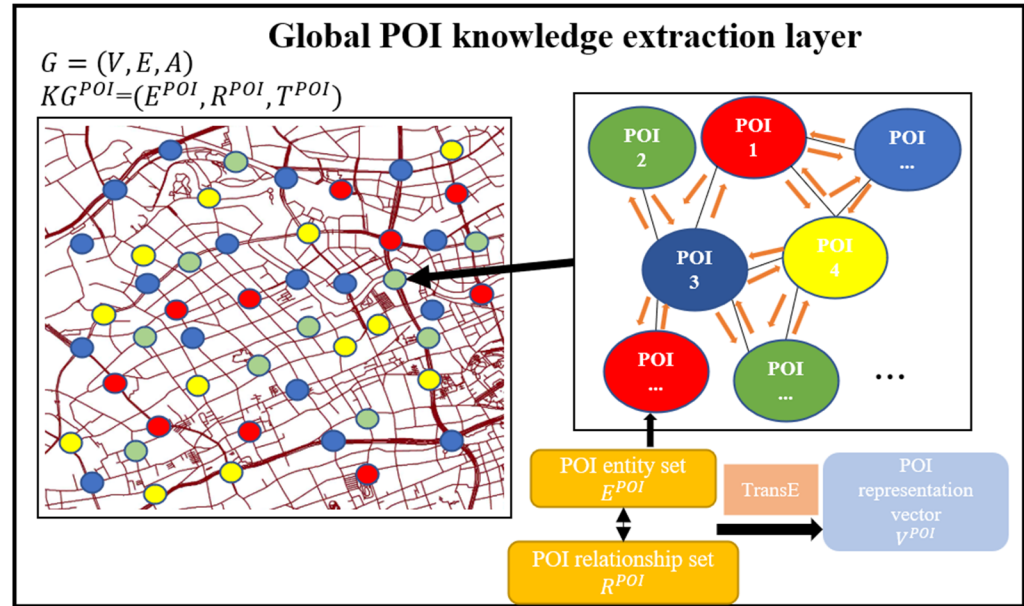 Global POI knowledge extraction layer
G = (V, E, A)
KG^{POI}=(E^{POI}, R^{POI}, T^{POI})
POI
2
POI
1
POI
...
POI
3
POI
4
POI
...
POI
...
...
POI entity set
E^{POI}
TransE
POI
representation
vector
V^{POI}
POI relationship set
R^{POI}